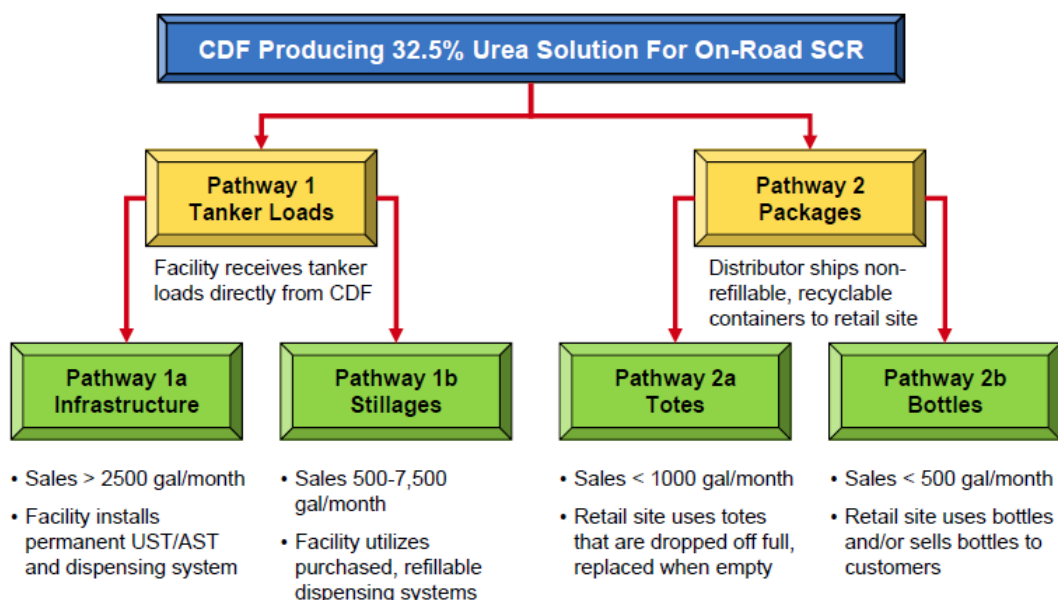 CDF Producing 32.5% Urea Solution For On-Road SCR
Pathway 1
Tanker Loads
Facility receives tanker
loads directly from CDF
Pathway 2
Packages
Distributor ships non-
refillable, recyclable
containers to retail site
Pathway 1a
Infrastructure
• Sales > 2500 gal/month
• Facility installs
permanent UST/AST
and dispensing system
Pathway 1b
Stillages
• Sales 500-7,500
gal/month
• Facility utilizes
purchased, refillable
dispensing systems
Pathway 2a
Totes
• Sales < 1000 gal/month
• Retail site uses totes
that are dropped off full,
replaced when empty
Pathway 2b
Bottles
• Sales < 500 gal/month
• Retail site uses bottles
and/or sells bottles to
customers